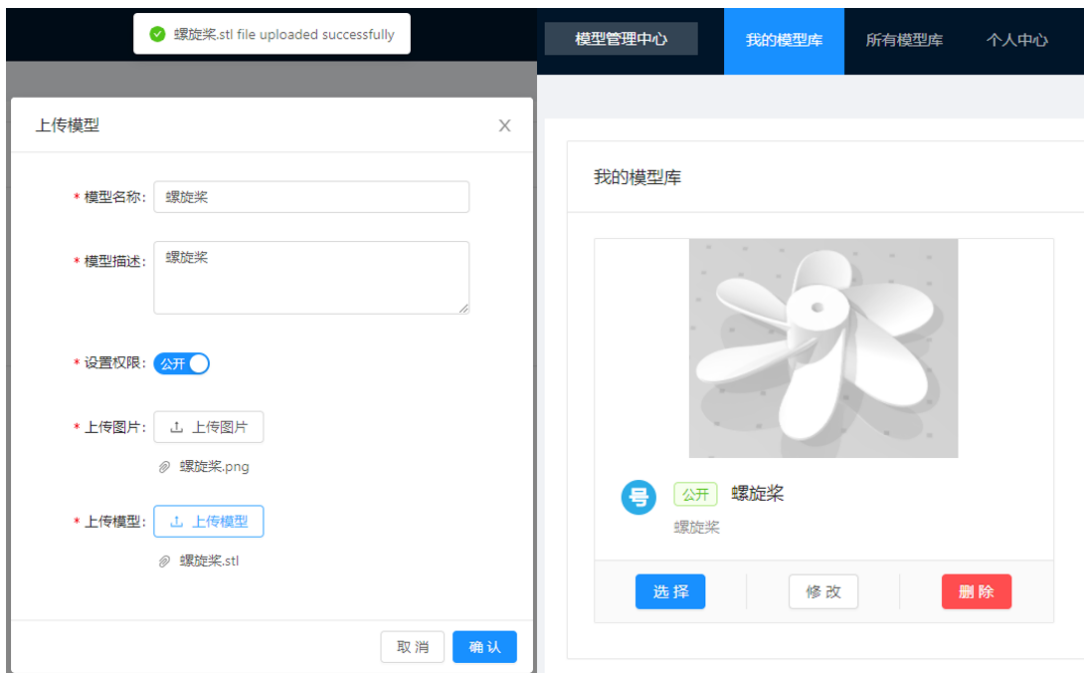 螺旋桨.stl file uploaded successfully
上传模型
* 模型名称: 螺旋桨
* 模型描述: 螺旋桨
* 设置权限: 公开
* 上传图片: 上传图片
螺旋桨.png
* 上传模型: 上传模型
螺旋桨.stl
取 消 确 认
模型管理中心 我的模型库 所有模型库 个人中心
我的模型库
号 公开 螺旋桨
螺旋桨
选 择 修 改 删 除